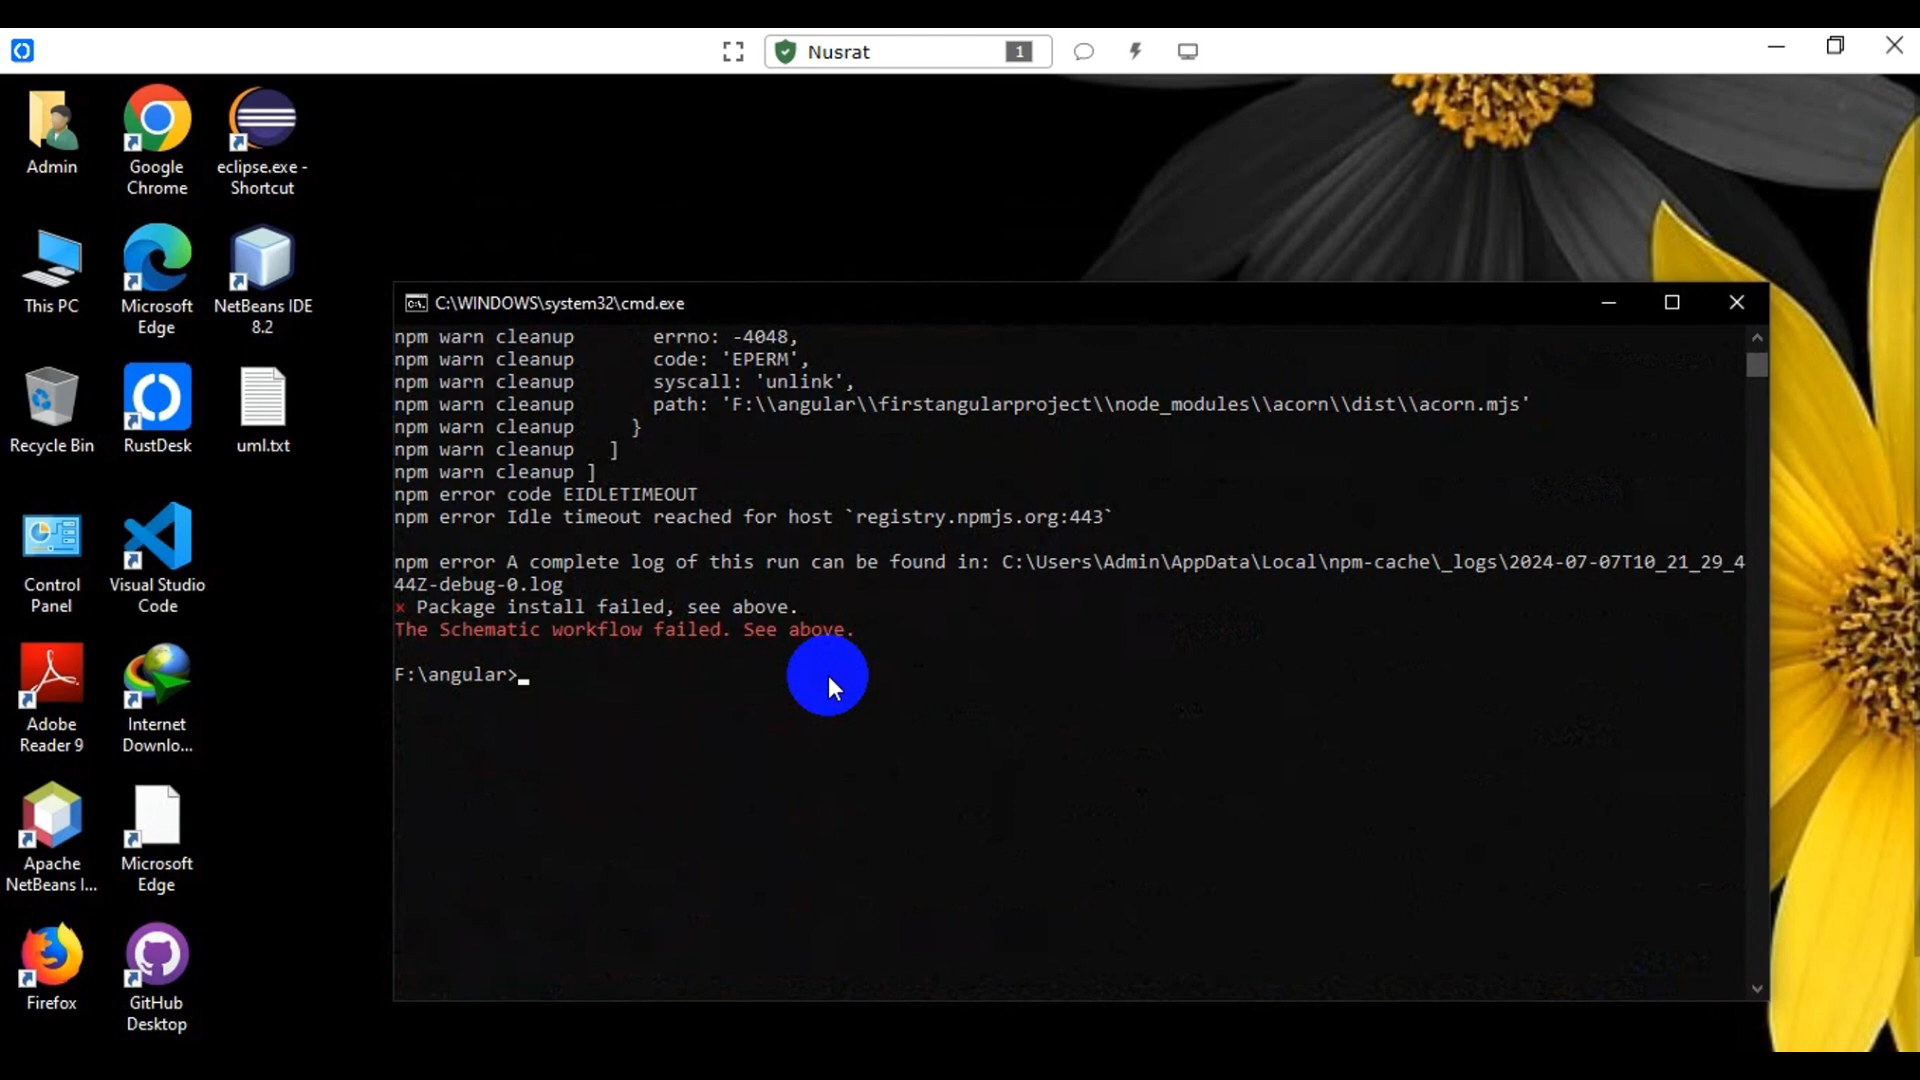 Nusrat 1
Admin
Google Chrome
eclipse.exe - Shortcut
This PC
Microsoft Edge
NetBeans IDE 8.2
Recycle Bin
RustDesk
uml.txt
Control Panel
Visual Studio Code
Adobe Reader 9
Internet Downlo...
Apache NetBeans I...
Microsoft Edge
Firefox
GitHub Desktop
C:\WINDOWS\system32\cmd.exe
npm warn cleanup       errno: -4048,
npm warn cleanup       code: 'EPERM',
npm warn cleanup       syscall: 'unlink',
npm warn cleanup       path: 'F:\\angular\\firstangularproject\\node_modules\\acorn\\dist\\acorn.mjs'
npm warn cleanup     }
npm warn cleanup   ]
npm warn cleanup ]
npm error code EIDLETIMEOUT
npm error Idle timeout reached for host `registry.npmjs.org:443`
npm error A complete log of this run can be found in: C:\Users\Admin\AppData\Local\npm-cache\_logs\2024-07-07T10_21_29_4
44Z-debug-0.log
× Package install failed, see above.
The Schematic workflow failed. See above.
F:\angular>_